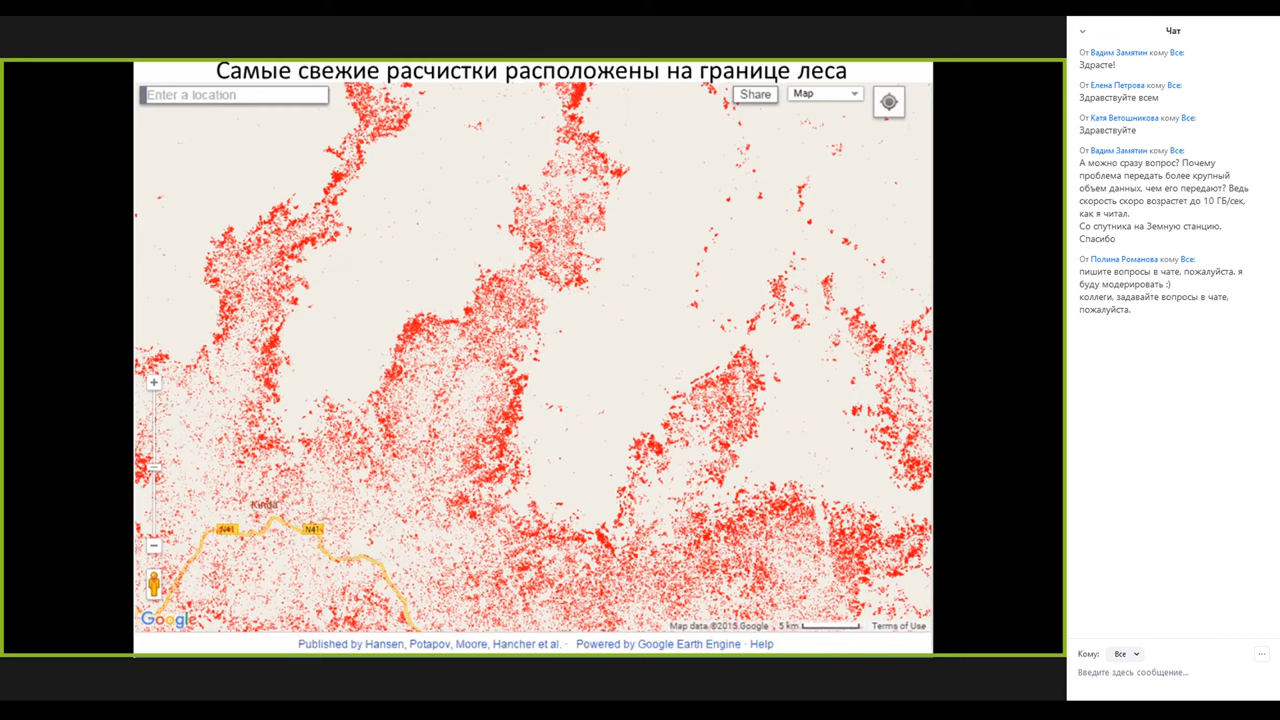 Самые свежие расчистки расположены на границе леса
Enter a location
Share
Map
Kinga
N41
N41
Google
Map data ©2015 Google
5 km
Terms of Use
Published by Hansen, Potapov, Moore, Hancher et al. · Powered by Google Earth Engine · Help
Чат
От Вадим Замятин кому Все:
Здрасте!
От Елена Петрова кому Все:
Здравствуйте всем
От Катя Ветошникова кому Все:
Здравствуйте
От Вадим Замятин кому Все:
А можно сразу вопрос? Почему
проблема передать более крупный
объем данных, чем его передают? Ведь
скорость скоро возрастет до 10 ГБ/сек,
как я читал.
Со спутника на Земную станцию.
Спасибо
От Полина Романова кому Все:
пишите вопросы в чате, пожалуйста. я
буду модерировать :)
коллеги, задавайте вопросы в чате,
пожалуйста.
Кому: Все
Введите здесь сообщение...